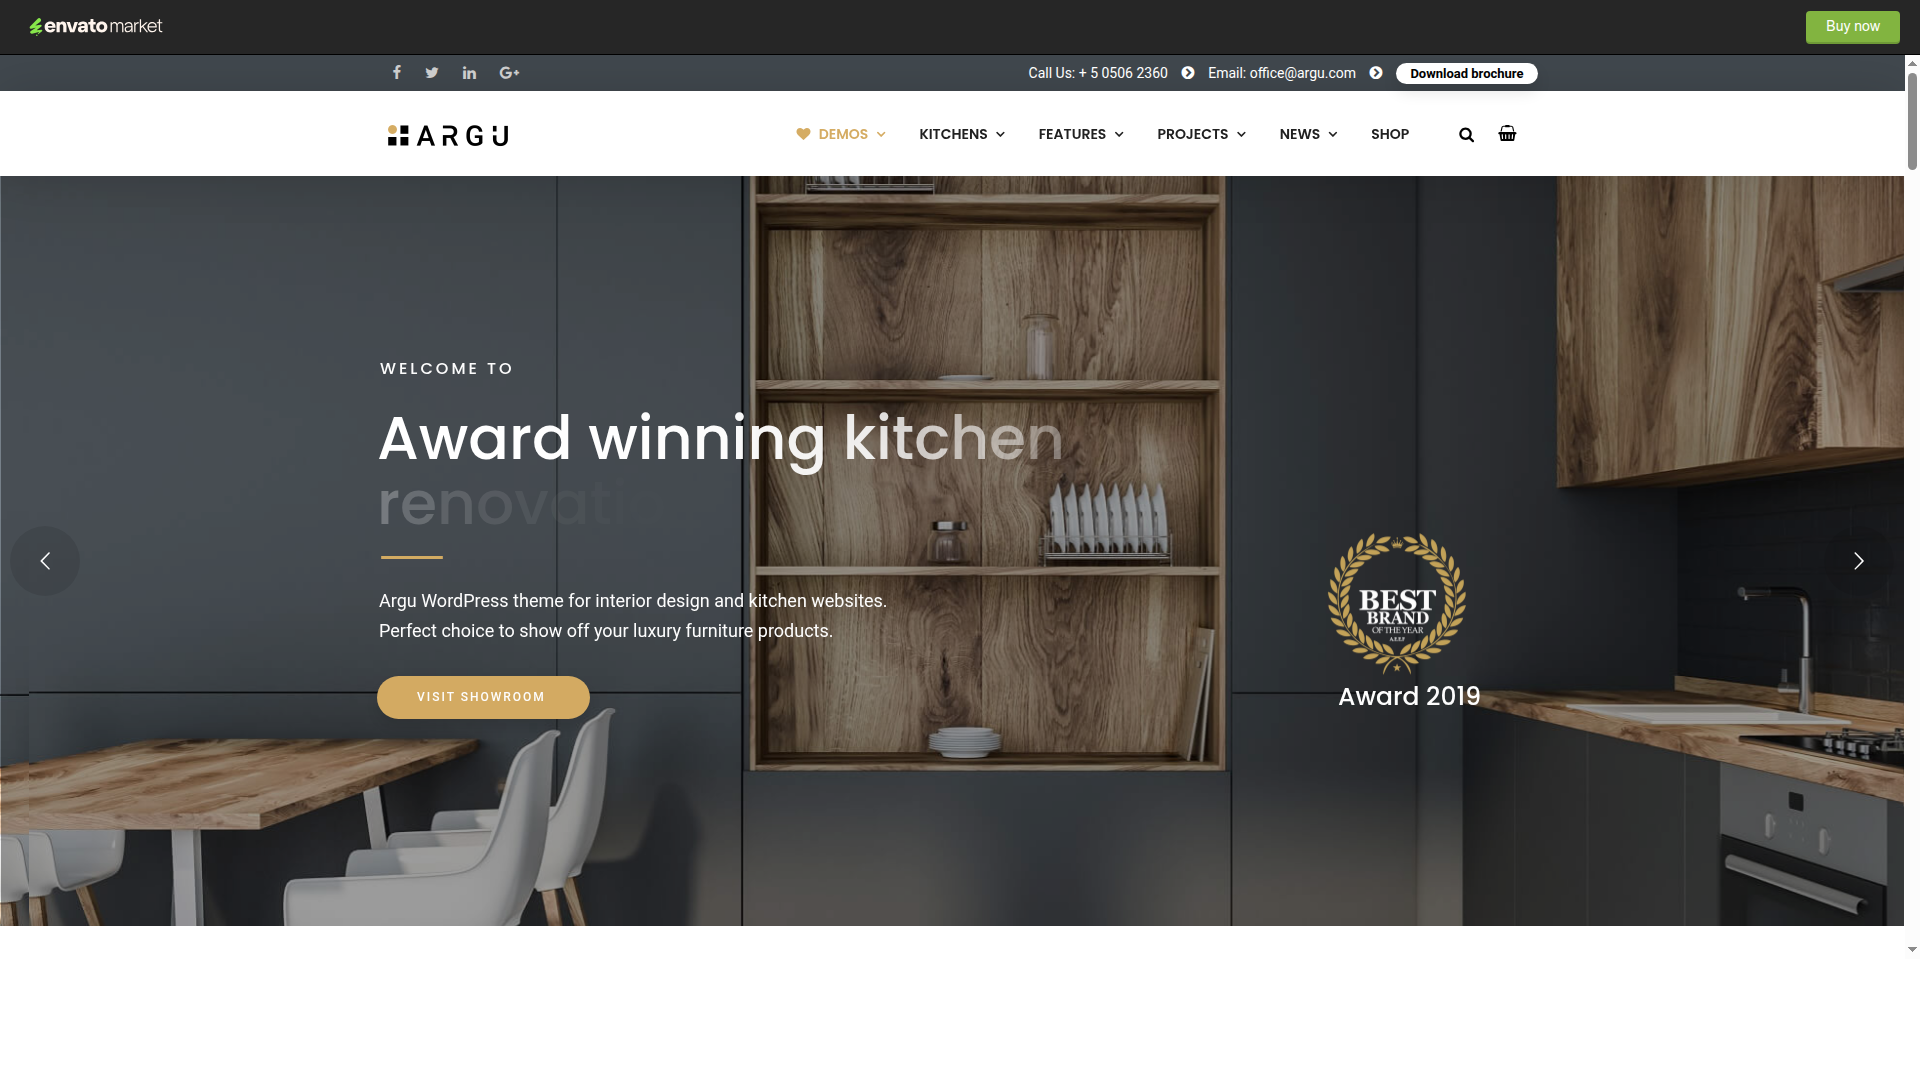 envato market
Buy now
Call Us: + 5 0506 2360
Email: office@argu.com
Download brochure
ARGU
DEMOS
KITCHENS
FEATURES
PROJECTS
NEWS
SHOP
WELCOME TO
Award winning kitchen
Argu WordPress theme for interior design and kitchen websites.
Perfect choice to show off your luxury furniture products.
VISIT SHOWROOM
BEST
BRAND
OF THE YEAR
Award 2019